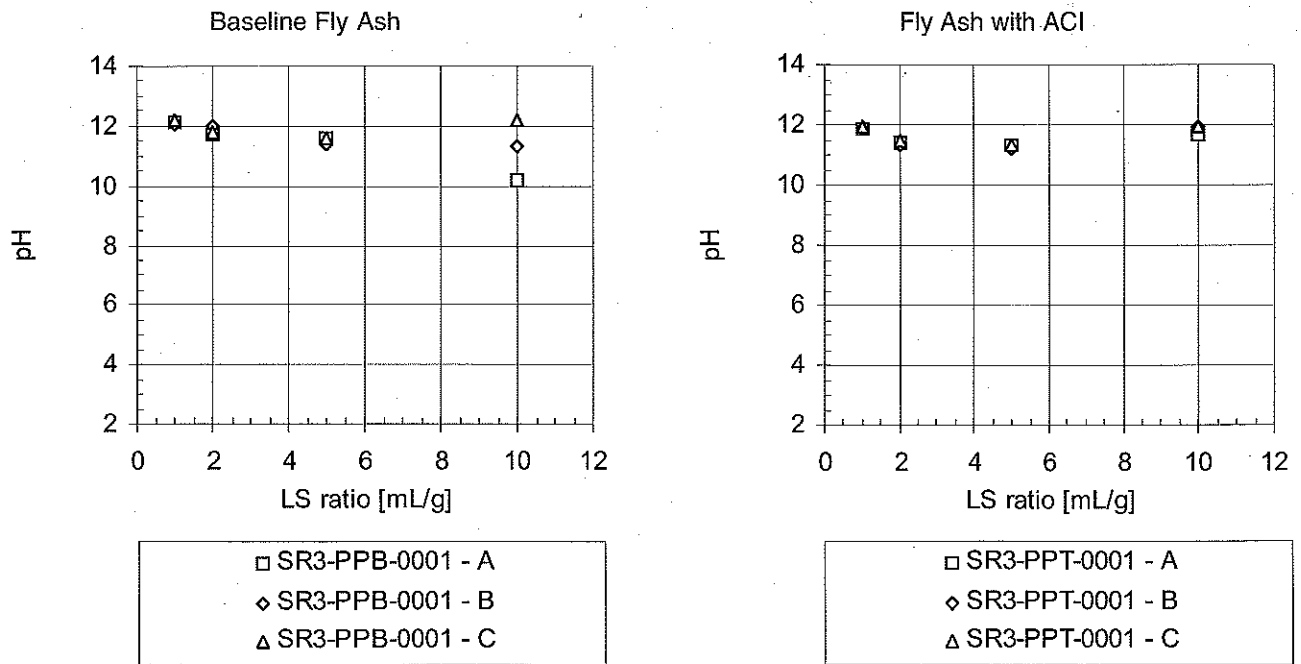 Baseline Fly Ash
14
12
10
8
6
4
2
pH
0 2 4 6 8 10 12
LS ratio [mL/g]
SR3-PPB-0001 - A
SR3-PPB-0001 - B
SR3-PPB-0001 - C
Fly Ash with ACI
14
12
10
8
6
4
2
pH
0 2 4 6 8 10 12
LS ratio [mL/g]
SR3-PPT-0001 - A
SR3-PPT-0001 - B
SR3-PPT-0001 - C